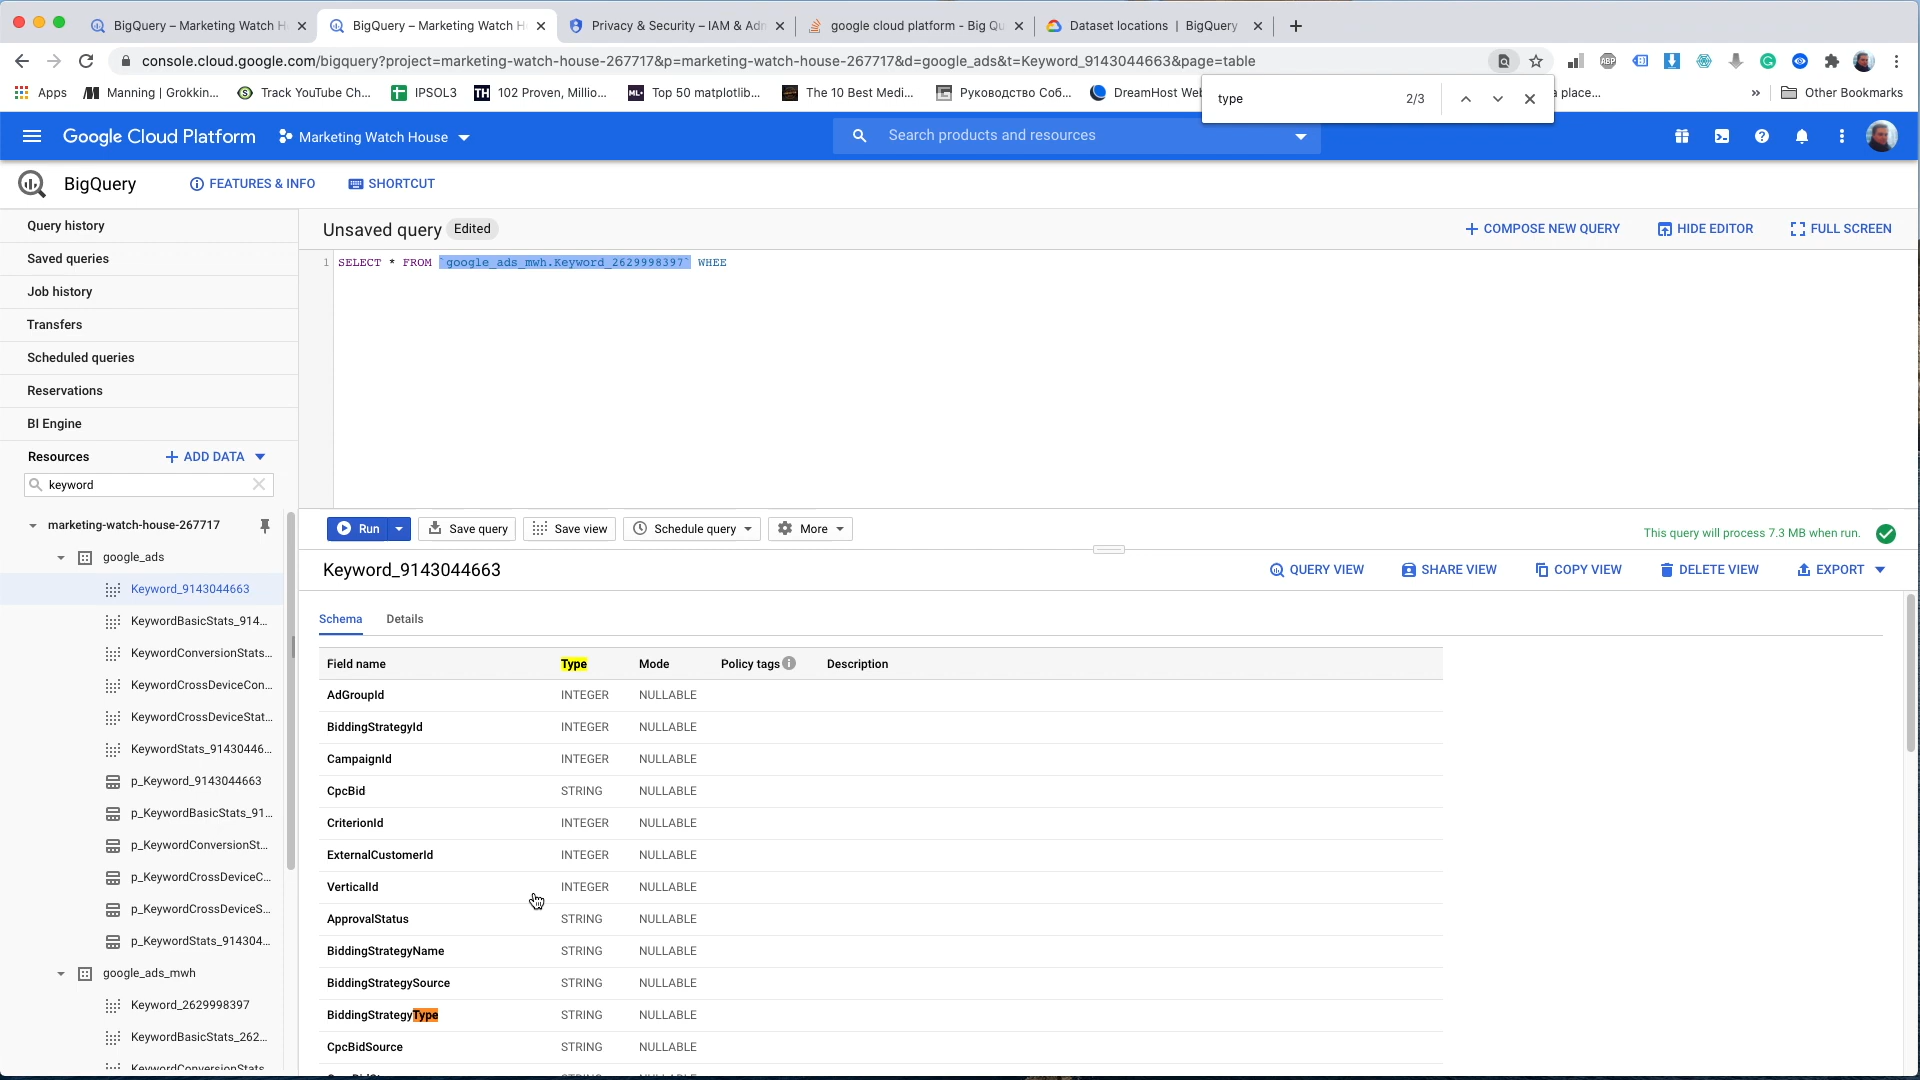 BigQuery – Marketing Watch H
BigQuery – Marketing Watch H
Privacy & Security – IAM & Adm
google cloud platform - Big Qu
Dataset locations | BigQuery
console.cloud.google.com/bigquery?project=marketing-watch-house-267717&p=marketing-watch-house-267717&d=google_ads&t=Keyword_9143044663&page=table
Apps
Manning | Grokkin...
Track YouTube Ch...
IPSOL3
102 Proven, Millio...
Top 50 matplotlib...
The 10 Best Medi...
Руководство Соб...
DreamHost Web
a place...
Other Bookmarks
type
2/3
Google Cloud Platform
Marketing Watch House
Search products and resources
BigQuery
FEATURES & INFO
SHORTCUT
Query history
Saved queries
Job history
Transfers
Scheduled queries
Reservations
BI Engine
Resources
ADD DATA
keyword
marketing-watch-house-267717
google_ads
Keyword_9143044663
KeywordBasicStats_914...
KeywordConversionStats...
KeywordCrossDeviceCon...
KeywordCrossDeviceStat...
KeywordStats_91430446...
p_Keyword_9143044663
p_KeywordBasicStats_91...
p_KeywordConversionSt...
p_KeywordCrossDeviceC...
p_KeywordCrossDeviceS...
p_KeywordStats_914304...
google_ads_mwh
Keyword_2629998397
KeywordBasicStats_262...
KeywordConversionStats
Unsaved query Edited
COMPOSE NEW QUERY
HIDE EDITOR
FULL SCREEN
1 SELECT * FROM `google_ads_mwh.Keyword_2629998397` WHEE
Run
Save query
Save view
Schedule query
More
This query will process 7.3 MB when run.
Keyword_9143044663
QUERY VIEW
SHARE VIEW
COPY VIEW
DELETE VIEW
EXPORT
Schema
Details
Field name Type Mode Policy tags Description
AdGroupId INTEGER NULLABLE
BiddingStrategyId INTEGER NULLABLE
CampaignId INTEGER NULLABLE
CpcBid STRING NULLABLE
CriterionId INTEGER NULLABLE
ExternalCustomerId INTEGER NULLABLE
VerticalId INTEGER NULLABLE
ApprovalStatus STRING NULLABLE
BiddingStrategyName STRING NULLABLE
BiddingStrategySource STRING NULLABLE
BiddingStrategyType STRING NULLABLE
CpcBidSource STRING NULLABLE